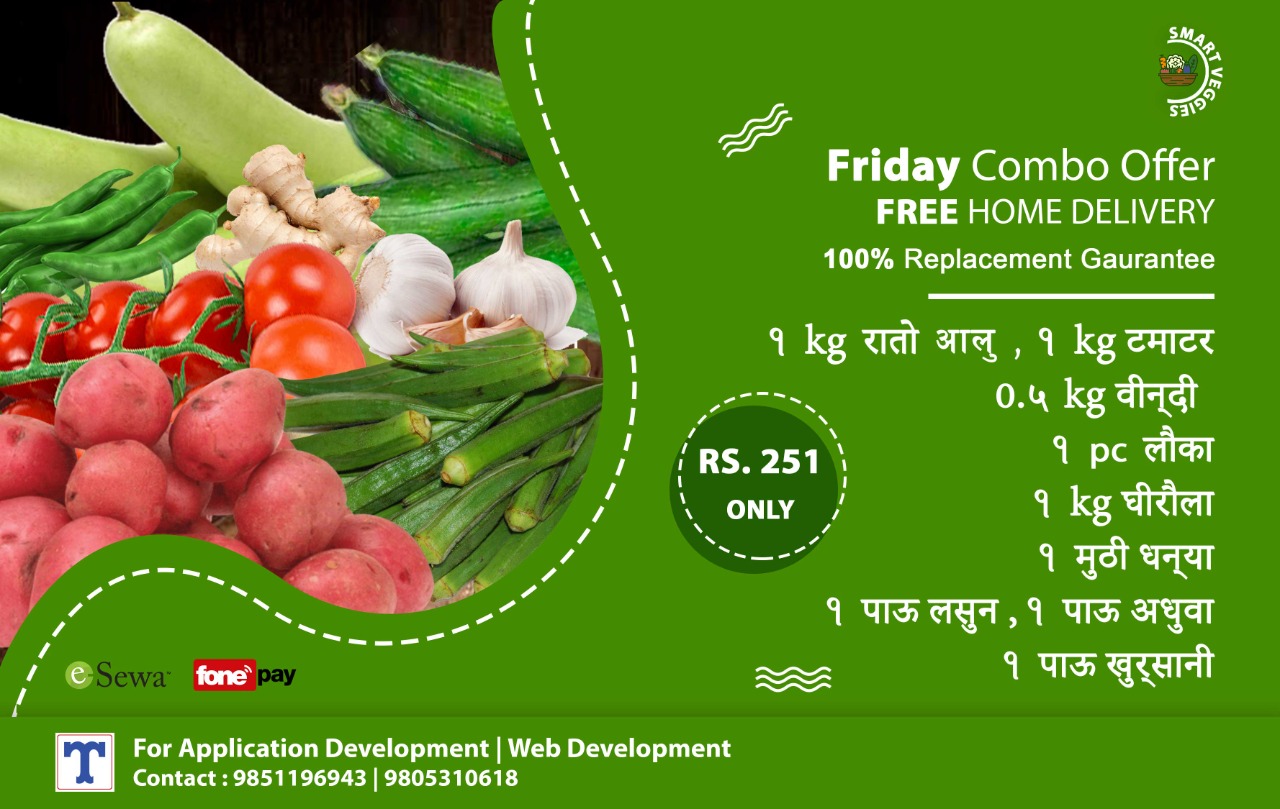 SMART VEGGIES
Friday Combo Offer
FREE HOME DELIVERY
100% Replacement Gaurantee
१ kg रातो आलु , १ kg टमाटर
0.५ kg वीन्दी
१ pc लौका
१ kg घीरौला
१ मुठी धन्या
१ पाऊ लसुन , १ पाऊ अधुवा
१ पाऊ खुर्सानी
RS. 251
ONLY
e-Sewa™
fonepay
T
For Application Development | Web Development
Contact : 9851196943 | 9805310618